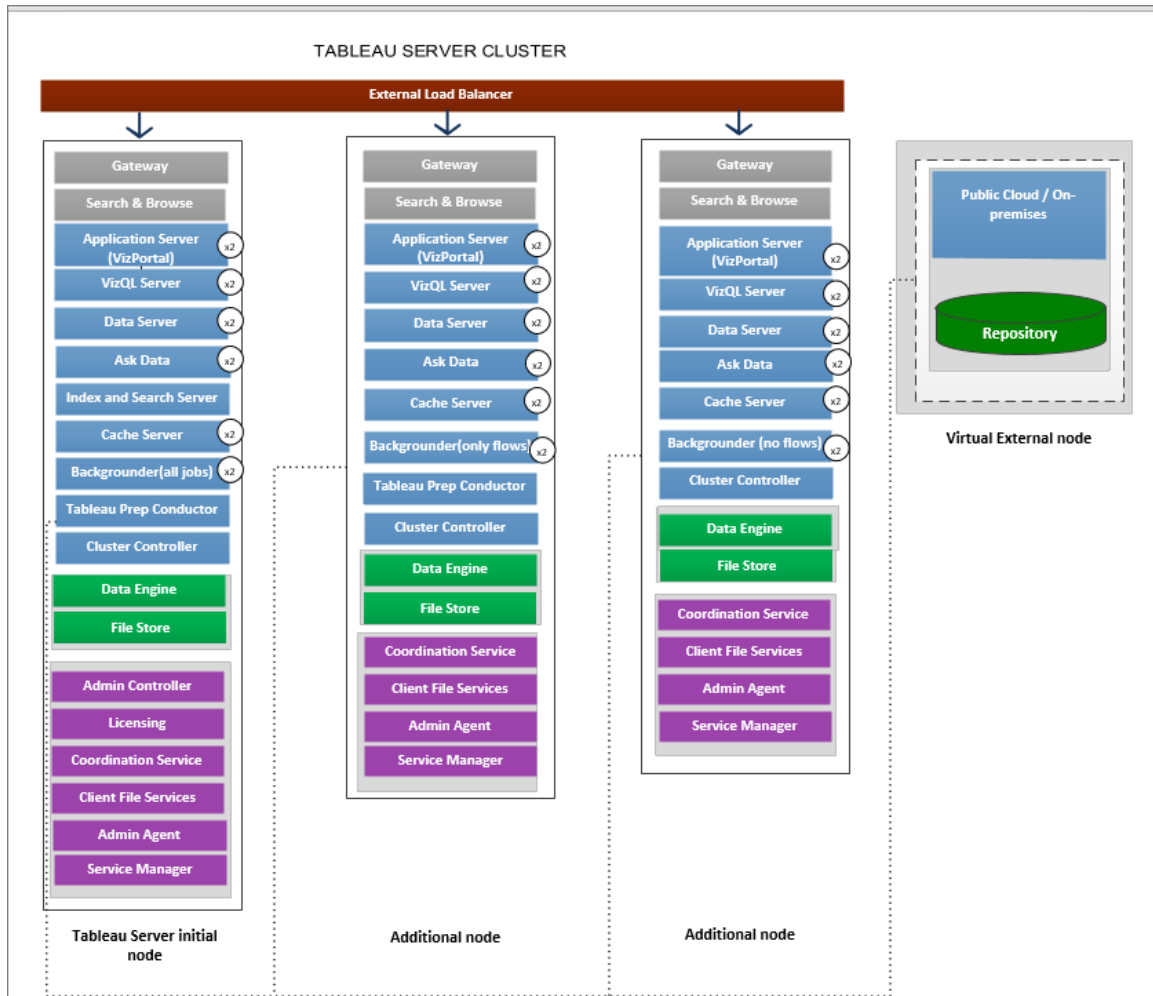 TABLEAU SERVER CLUSTER
External Load Balancer
Gateway
Search & Browse
Application Server
(VizPortal)
x2
VizQL Server
x2
Data Server
x2
Ask Data
x2
Index and Search Server
Cache Server
x2
Backgrounder(all jobs)
x2
Tableau Prep Conductor
Cluster Controller
Data Engine
File Store
Admin Controller
Licensing
Coordination Service
Client File Services
Admin Agent
Service Manager
Tableau Server initial
node
Gateway
Search & Browse
Application Server
(VizPortal)
x2
VizQL Server
x2
Data Server
x2
Ask Data
x2
Cache Server
x2
Backgrounder(only flows)
x2
Tableau Prep Conductor
Cluster Controller
Data Engine
File Store
Coordination Service
Client File Services
Admin Agent
Service Manager
Additional node
Gateway
Search & Browse
Application Server
(VizPortal)
x2
VizQL Server
x2
Data Server
x2
Ask Data
x2
Cache Server
x2
Backgrounder (no flows)
x2
Cluster Controller
Data Engine
File Store
Coordination Service
Client File Services
Admin Agent
Service Manager
Additional node
Public Cloud / On-
premises
Repository
Virtual External node